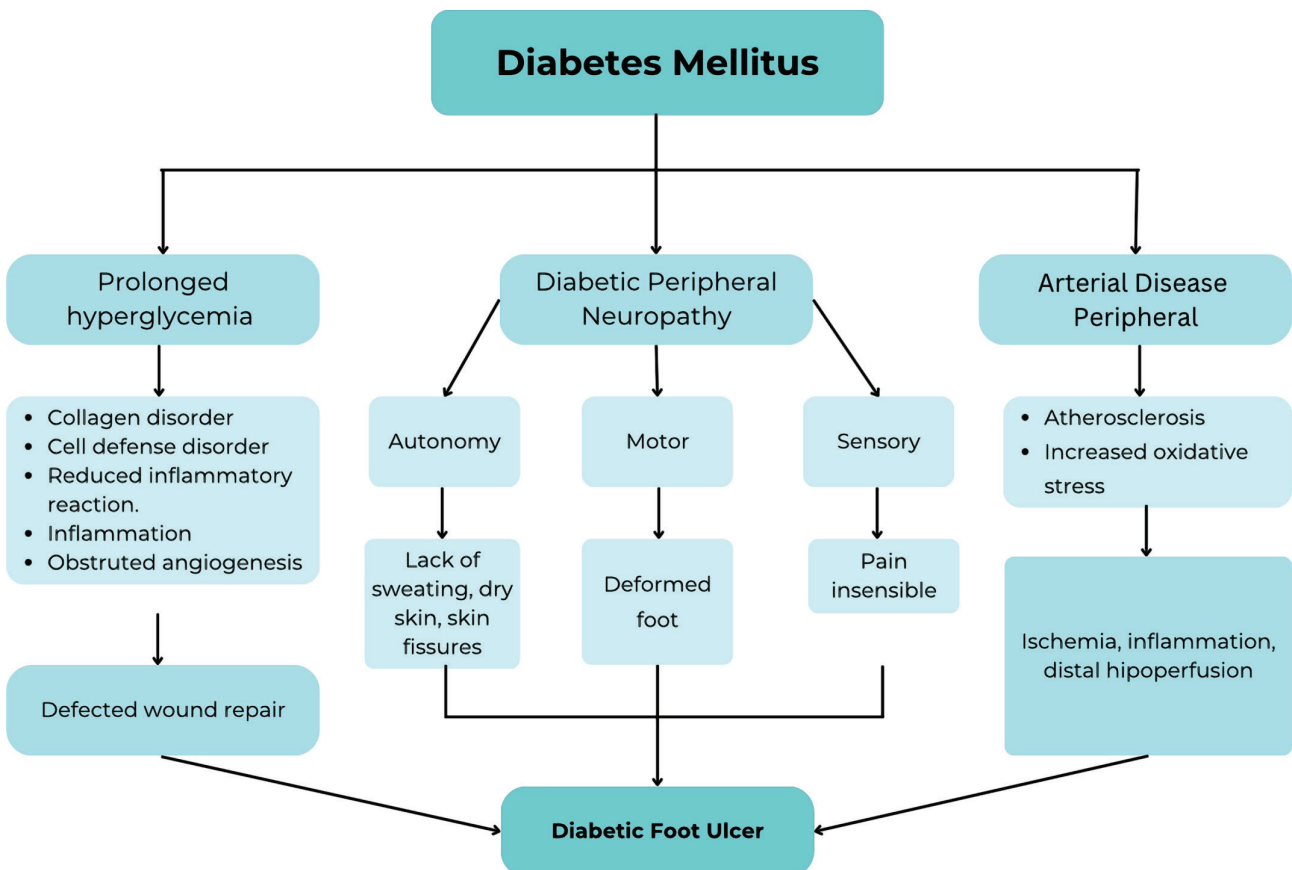 Diabetes Mellitus
Prolonged
hyperglycemia
Diabetic Peripheral
Neuropathy
Arterial Disease
Peripheral
• Collagen disorder
• Cell defense disorder
• Reduced inflammatory
reaction.
• Inflammation
• Obstruted angiogenesis
Autonomy
Motor
Sensory
• Atherosclerosis
• Increased oxidative
stress
Lack of
sweating, dry
skin, skin
fissures
Deformed
foot
Pain
insensible
Ischemia, inflammation,
distal hipoperfusion
Defected wound repair
Diabetic Foot Ulcer